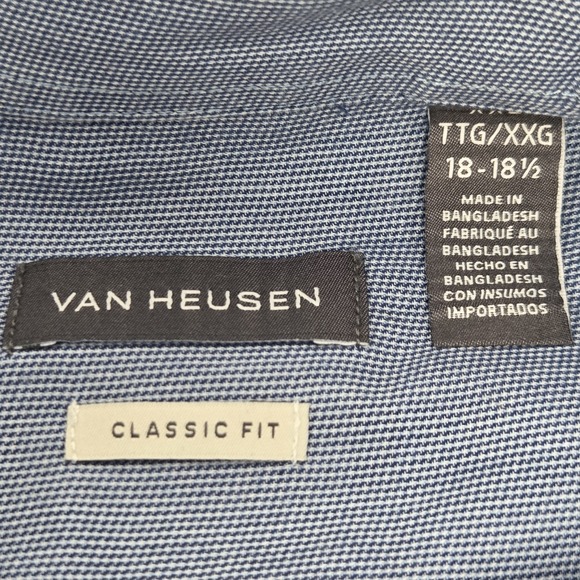 TTG/XXG
18-18½
MADE IN
BANGLADESH
FABRIQUÉ AU
BANGLADESH
HECHO EN
BANGLADESH
CON INSUMOS
IMPORTADOS
VAN HEUSEN
CLASSIC FIT